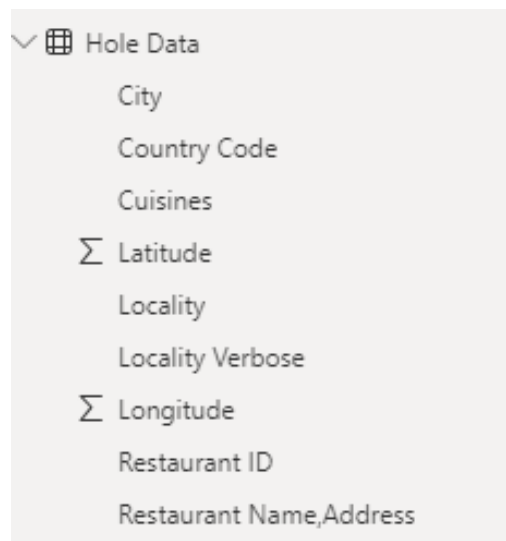 Hole Data
City
Country Code
Cuisines
∑ Latitude
Locality
Locality Verbose
∑ Longitude
Restaurant ID
Restaurant Name,Address